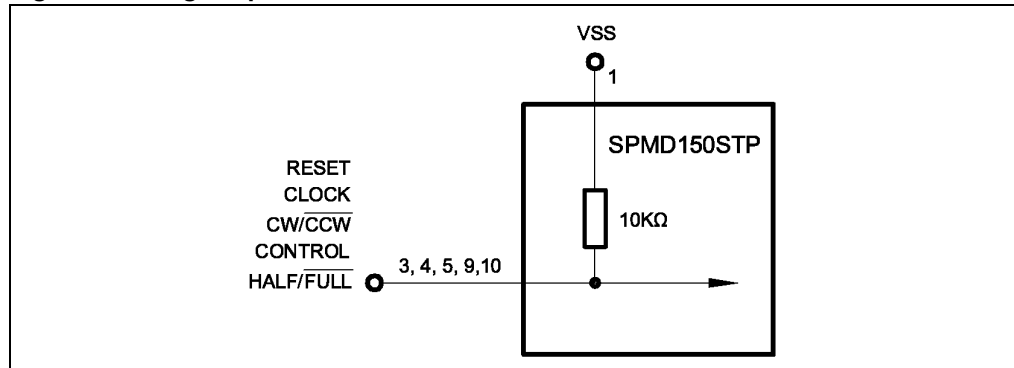 VSS
1
SPMD150STP
RESET
CLOCK
CW/CCW
CONTROL
HALF/FULL
10KΩ
3, 4, 5, 9,10